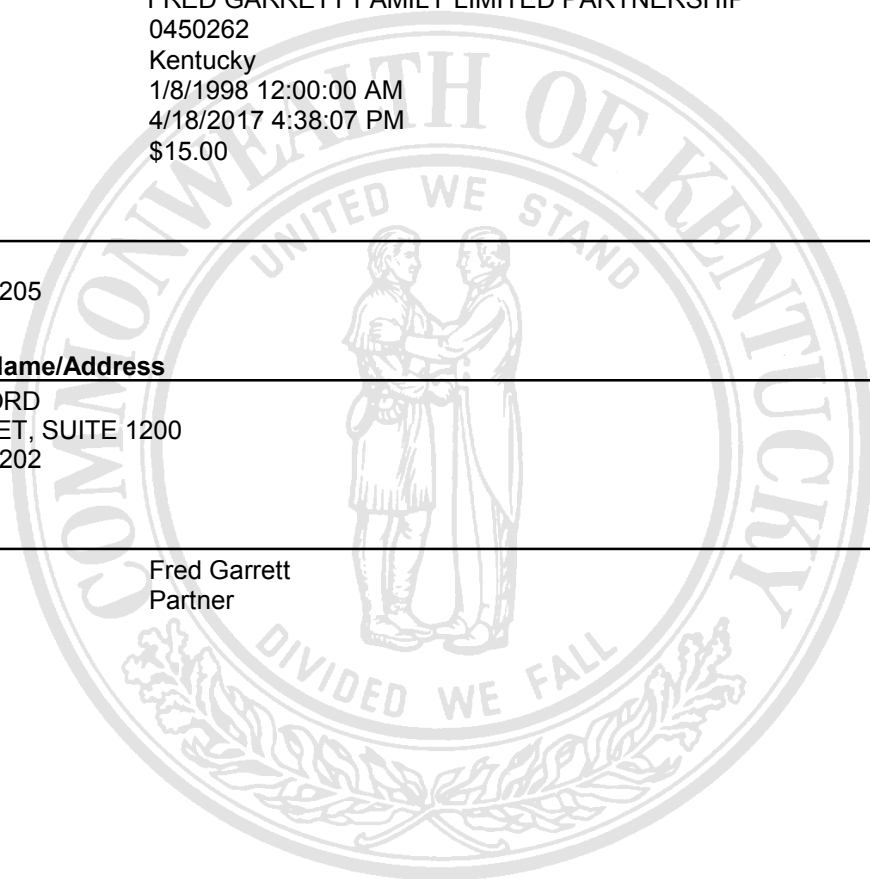 FRED GARRETT FAMILY LIMITED PARTNERSHIP
0450262
Kentucky
1/8/1998 12:00:00 AM
4/18/2017 4:38:07 PM
$15.00
COMMONWEALTH OF KENTUCKY
UNITED WE STAND
205
Name/Address
ORD
ET, SUITE 1200
202
Fred Garrett
Partner
DIVIDED WE FALL